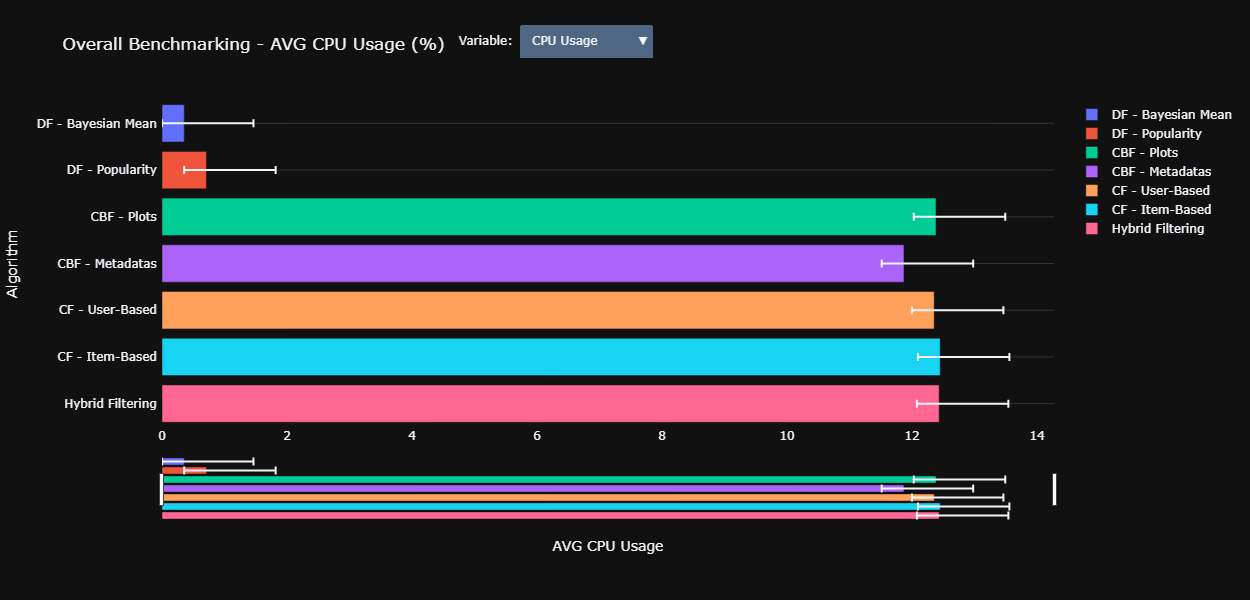 Overall Benchmarking - AVG CPU Usage (%)
Variable:
CPU Usage
Algorithm
DF - Bayesian Mean
DF - Popularity
CBF - Plots
CBF - Metadatas
CF - User-Based
CF - Item-Based
Hybrid Filtering
0 2 4 6 8 10 12 14
AVG CPU Usage
DF - Bayesian Mean
DF - Popularity
CBF - Plots
CBF - Metadatas
CF - User-Based
CF - Item-Based
Hybrid Filtering